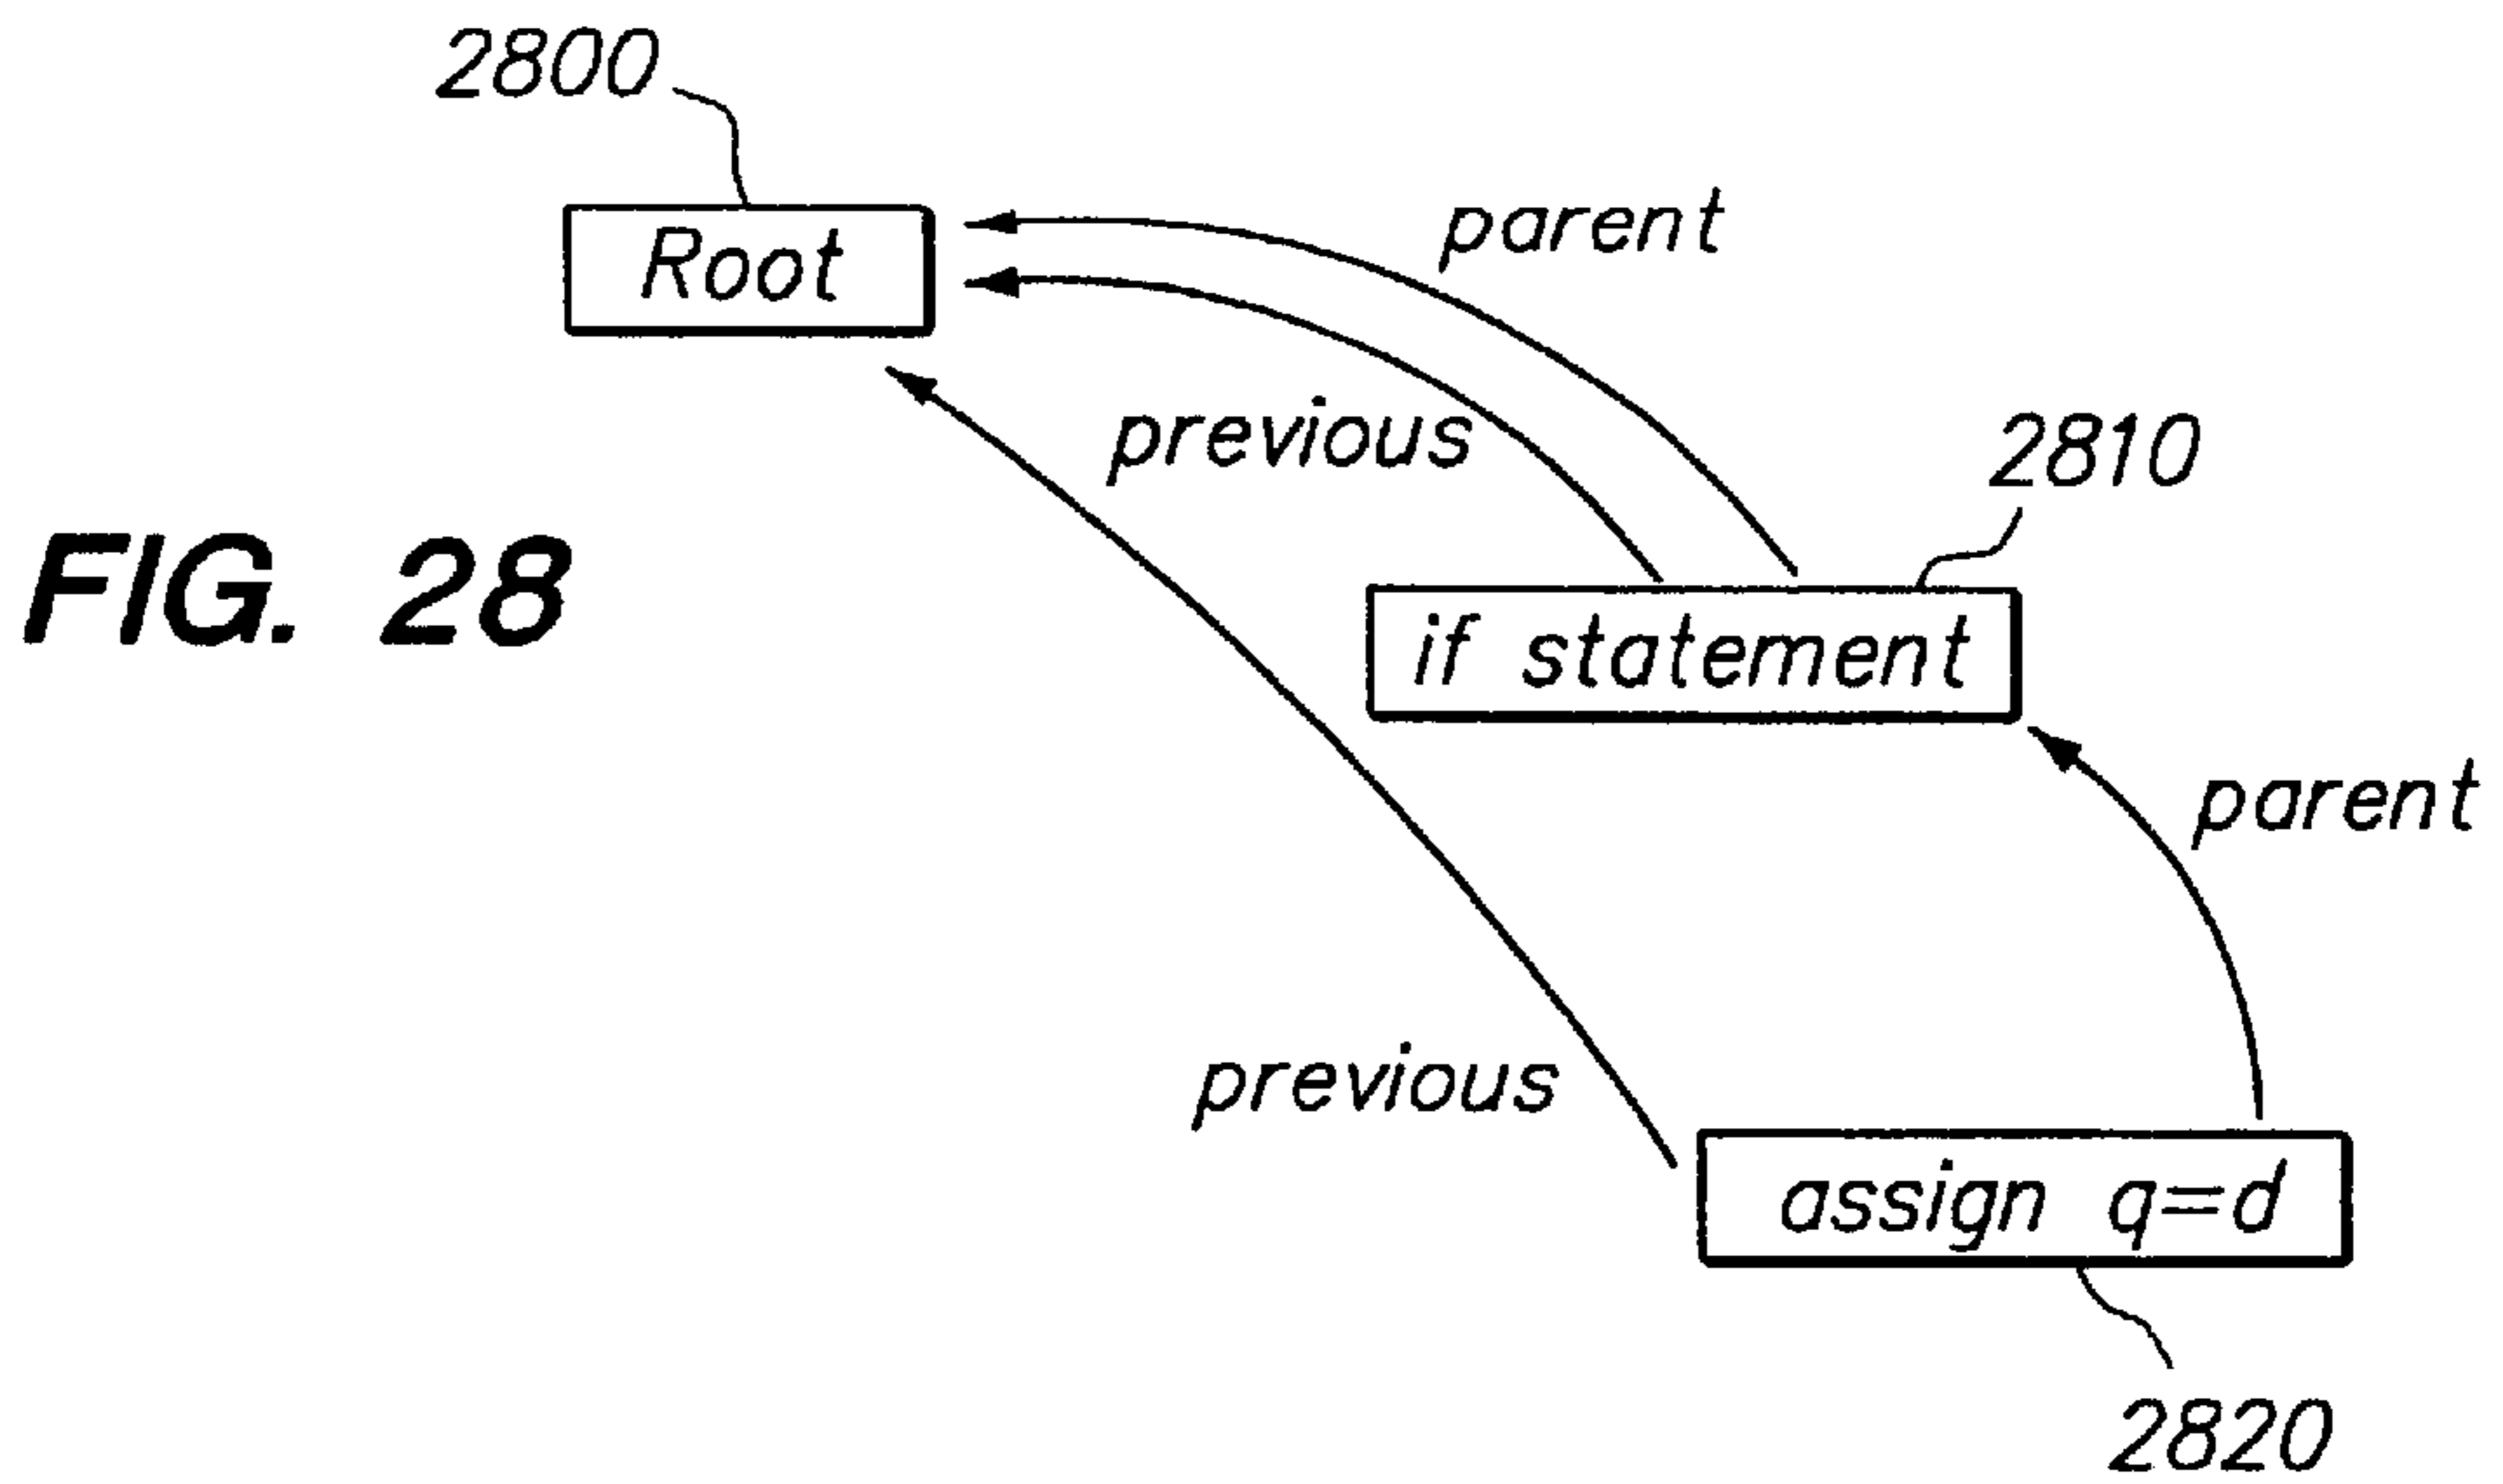 2800
Root
parent
previous
2810
FIG. 28
if statement
parent
previous
assign q=d
2820